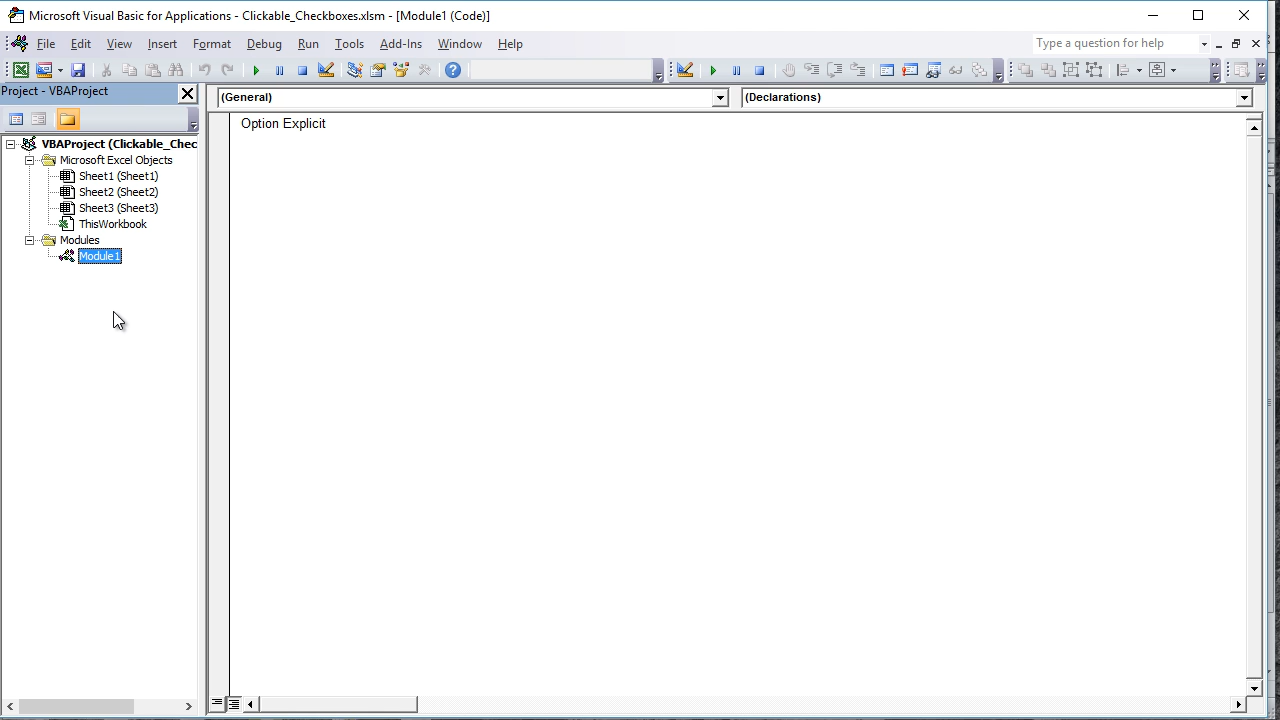 Microsoft Visual Basic for Applications - Clickable_Checkboxes.xlsm - [Module1 (Code)]
File Edit View Insert Format Debug Run Tools Add-Ins Window Help
Type a question for help
Project - VBAProject
(General)
(Declarations)
Option Explicit
VBAProject (Clickable_Chec
Microsoft Excel Objects
Sheet1 (Sheet1)
Sheet2 (Sheet2)
Sheet3 (Sheet3)
ThisWorkbook
Modules
Module1